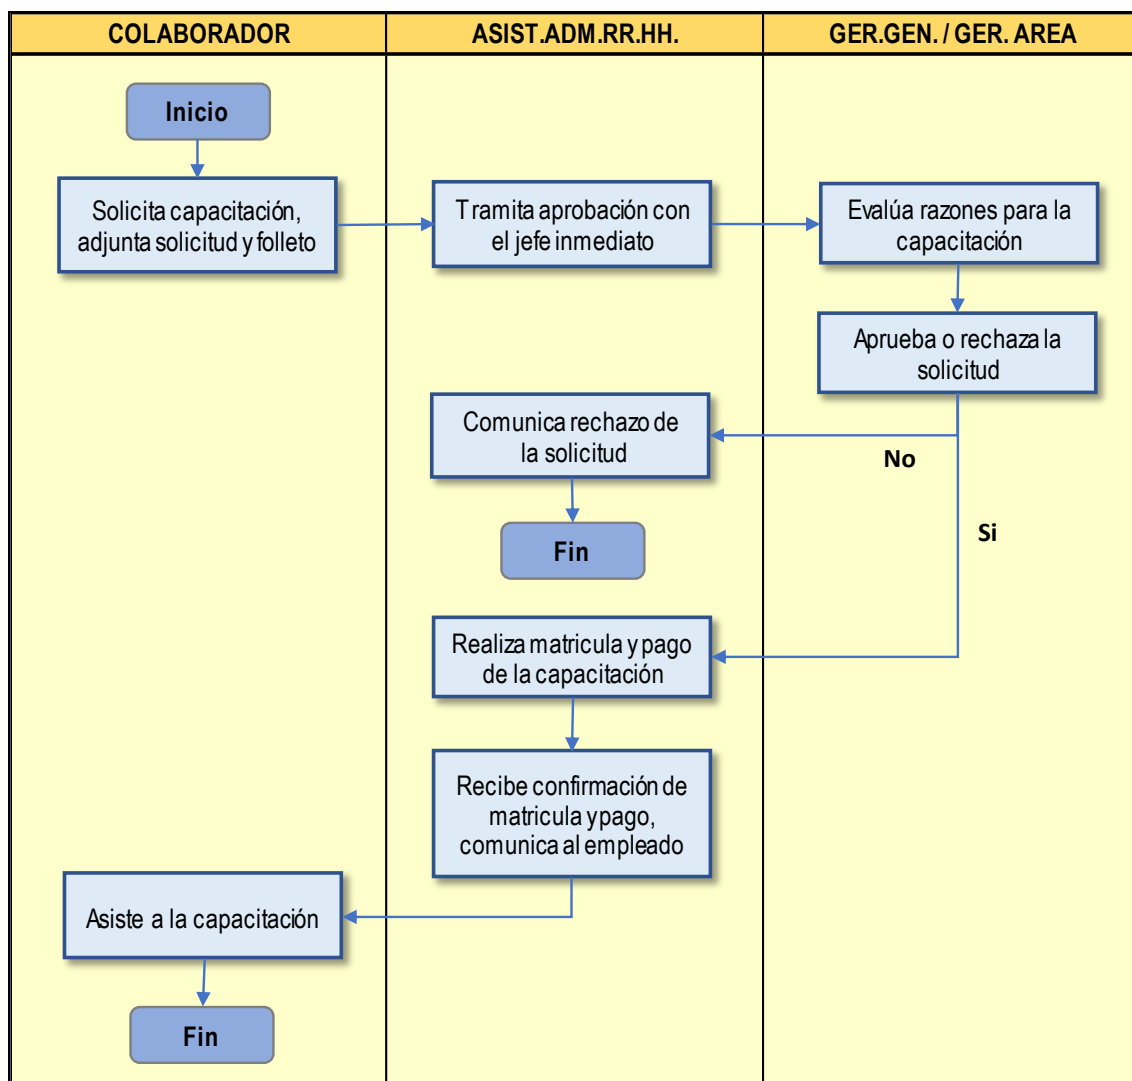 COLABORADOR
ASIST.ADM.RR.HH.
GER.GEN. / GER. AREA
Inicio
Solicita capacitación,
adjunta solicitud y folleto
Tramita aprobación con
el jefe inmediato
Evalúa razones para la
capacitación
Aprueba o rechaza la
solicitud
Comunica rechazo de
la solicitud
No
Fin
Si
Realiza matricula y pago
de la capacitación
Recibe confirmación de
matricula y pago,
comunica al empleado
Asiste a la capacitación
Fin